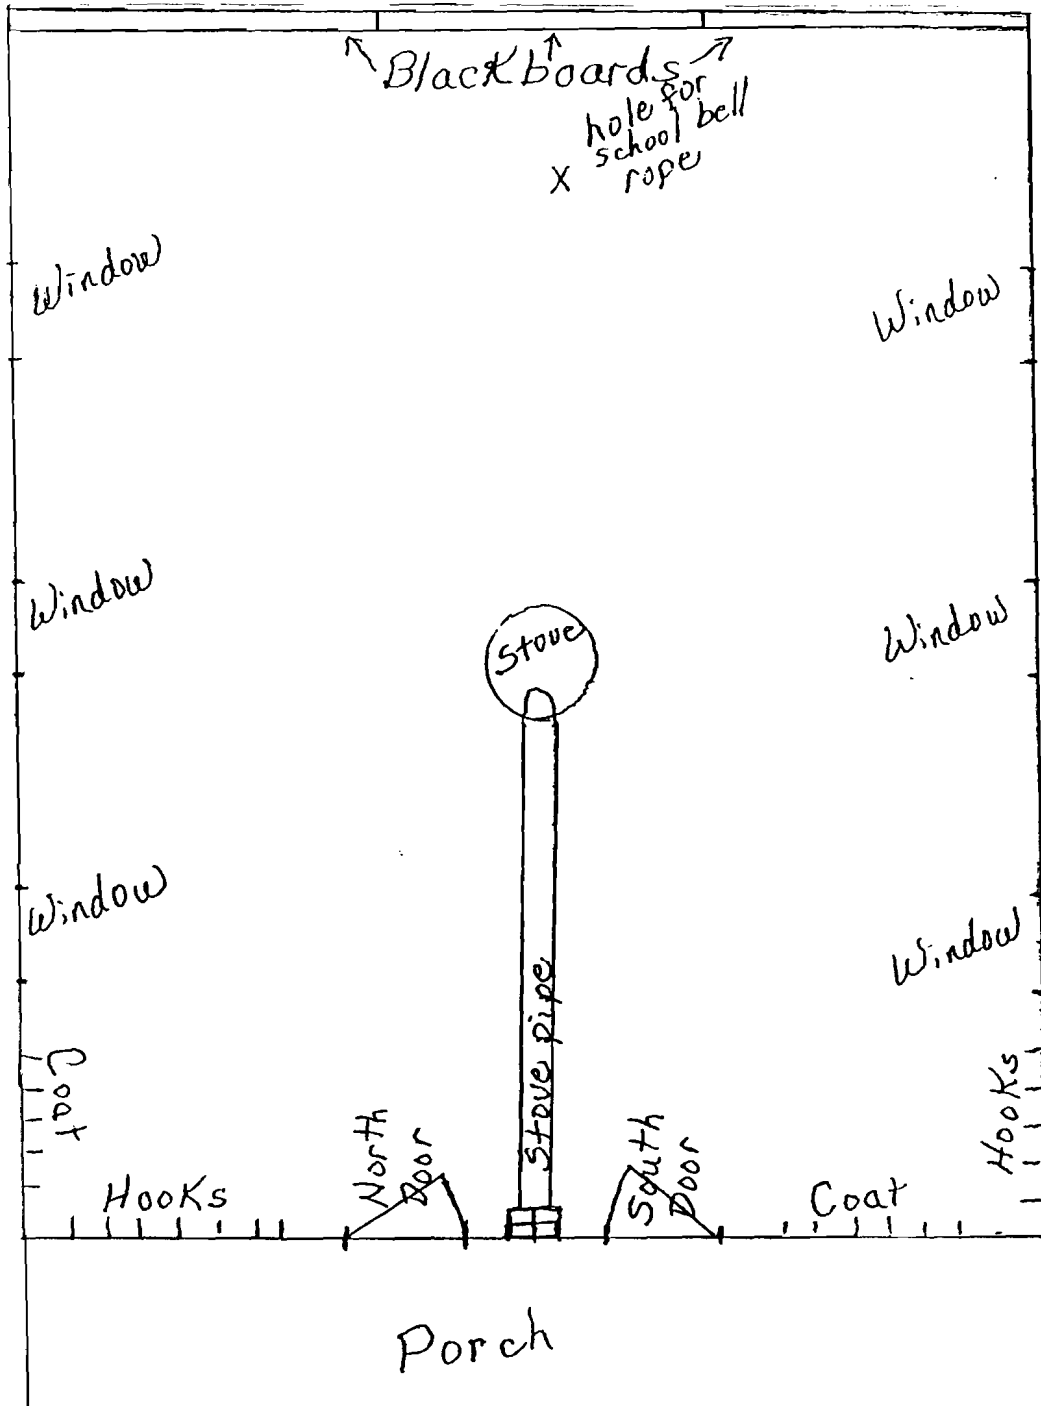 Blackboards
hole for
school bell
rope
X
Window
Window
Window
Window
Stove
Window
Window
Stove pipe
Coat
Hooks
North
Door
South
Door
Coat
Hooks
Porch